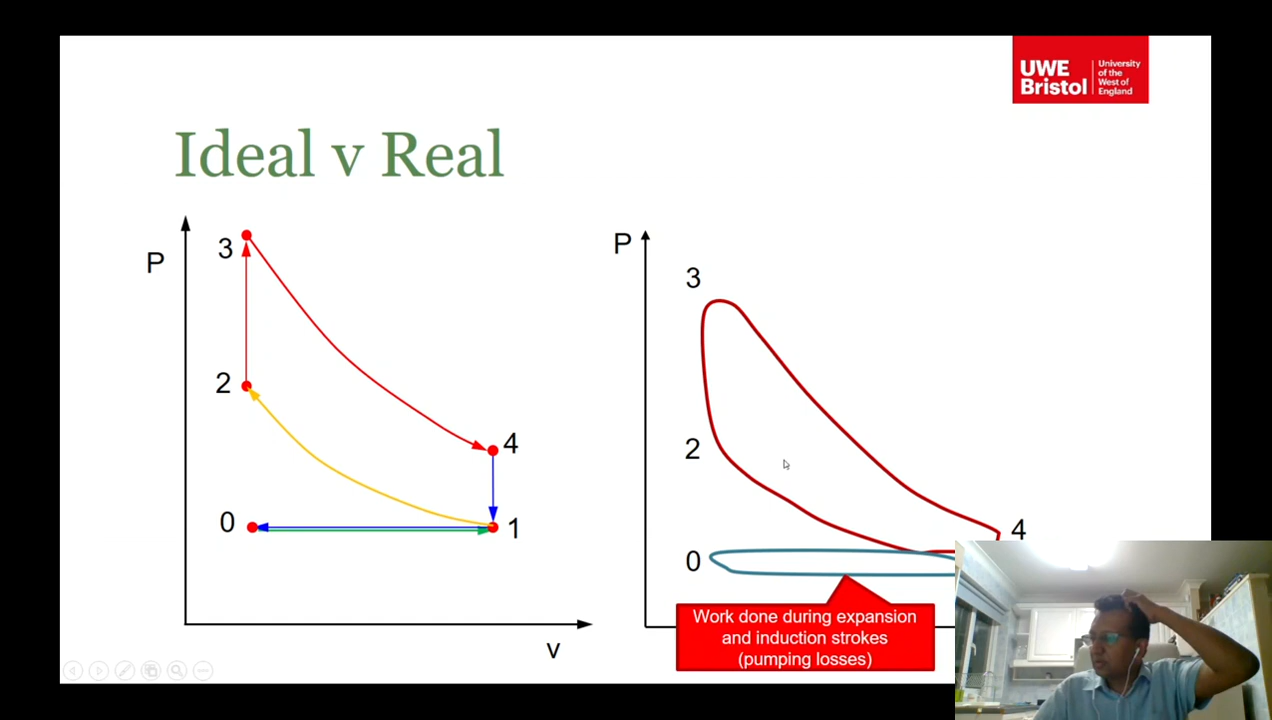 UWE
Bristol
University
of the
West of
England
Ideal v Real
P
3
2
4
0
1
v
P
3
2
4
0
Work done during expansion
and induction strokes
(pumping losses)